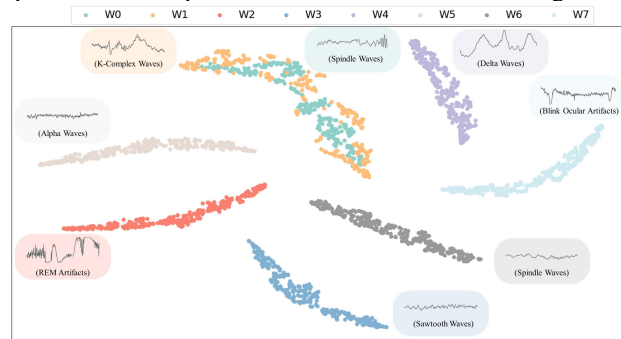 W0 W1 W2 W3 W4 W5 W6 W7
(K-Complex Waves)
(Spindle Waves)
(Delta Waves)
(Blink Ocular Artifacts)
(Alpha Waves)
(REM Artifacts)
(Spindle Waves)
(Sawtooth Waves)